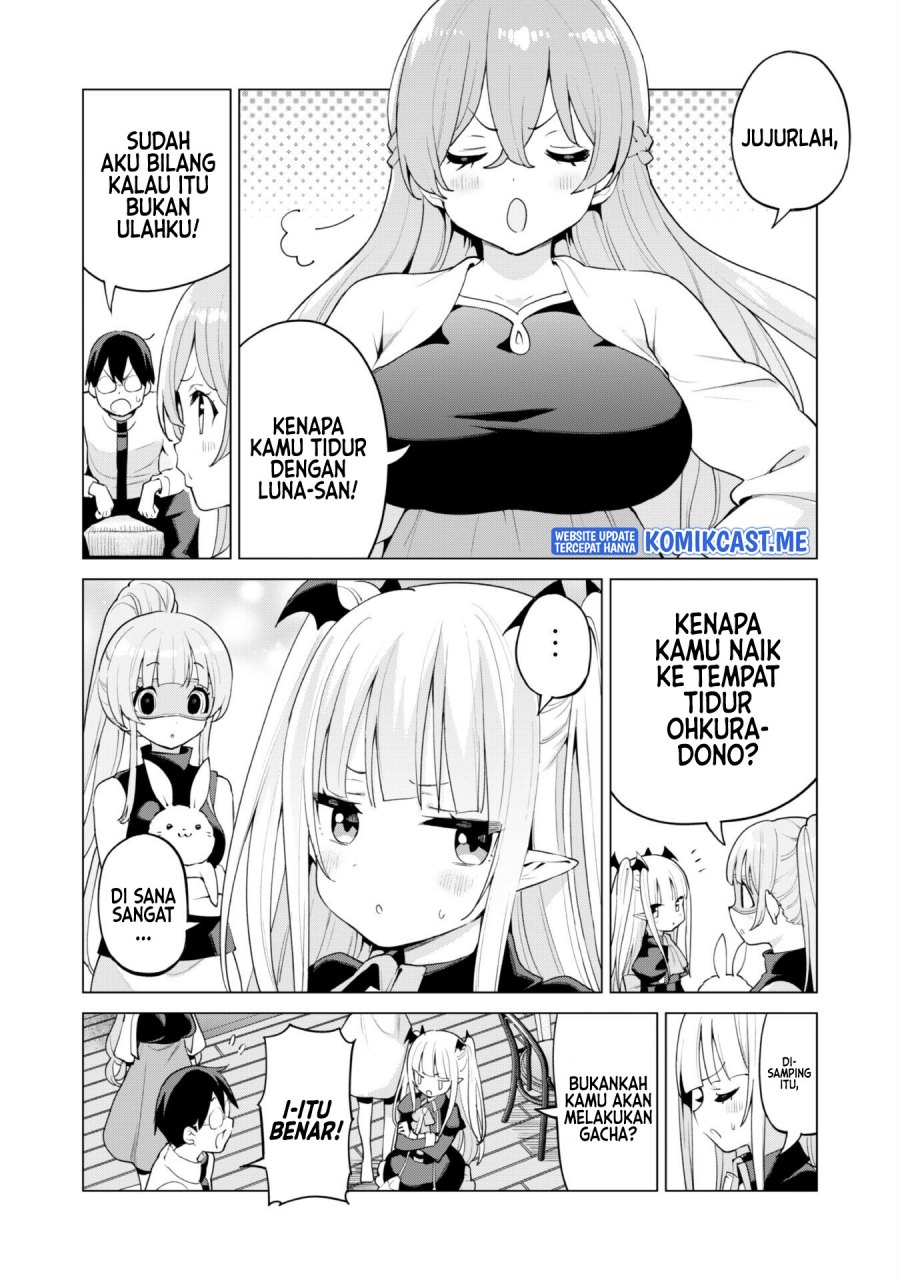 JUJURLAH,
KENAPA
KAMU TIDUR
DENGAN
LUNA-SAN!
SUDAH
AKU BILANG
KALAU ITU
BUKAN
ULAHKU!
WEBSITE UPDATE
TERCEPAT HANYA
KOMIKCAST.ME
KENAPA
KAMU NAIK
KE TEMPAT
TIDUR
OHKURA-
DONO?
...
DI SANA
SANGAT
...
DI-
SAMPING
ITU,
BUKANKAH
KAMU AKAN
MELAKUKAN
GACHA?
I-ITU
BENAR!